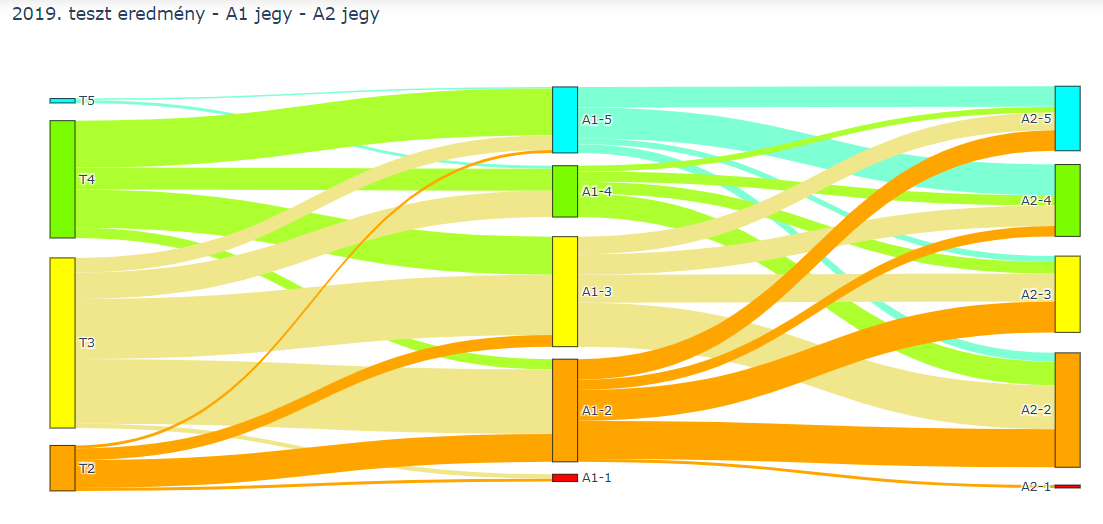 2019. teszt eredmény - A1 jegy - A2 jegy
T5
T4
T3
T2
A1-5
A1-4
A1-3
A1-2
A1-1
A2-5
A2-4
A2-3
A2-2
A2-1